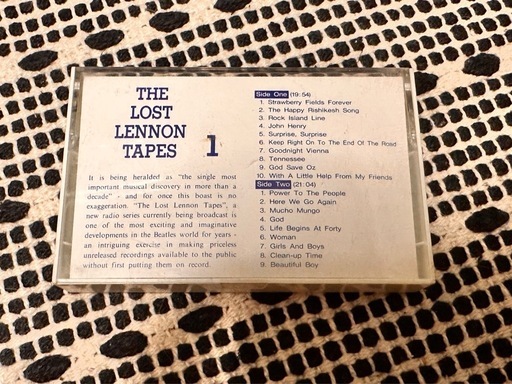 THE
LOST
LENNON
TAPES 1
It is being heralded as "the single most
important musical discovery in more than a
decade" - and for once this boast is no
exaggeration. "The Lost Lennon Tapes", a
new radio series currently being broadcast is
one of the most exciting and imaginative
developments in the Beatles world for years -
an intriguing exercise in making priceless
unreleased recordings available to the public
without first putting them on record.
Side One (19:54)
1. Strawberry Fields Forever
2. The Happy Rishikesh Song
3. Rock Island Line
4. John Henry
5. Surprise, Surprise
6. Keep Right On To The End Of The Road
7. Goodnight Vienna
8. Tennessee
9. God Save Oz
10. With A Little Help From My Friends
Side Two (21:04)
1. Power To The People
2. Here We Go Again
3. Mucho Mungo
4. God
5. Life Begins At Forty
6. Woman
7. Girls And Boys
8. Clean-up Time
9. Beautiful Boy